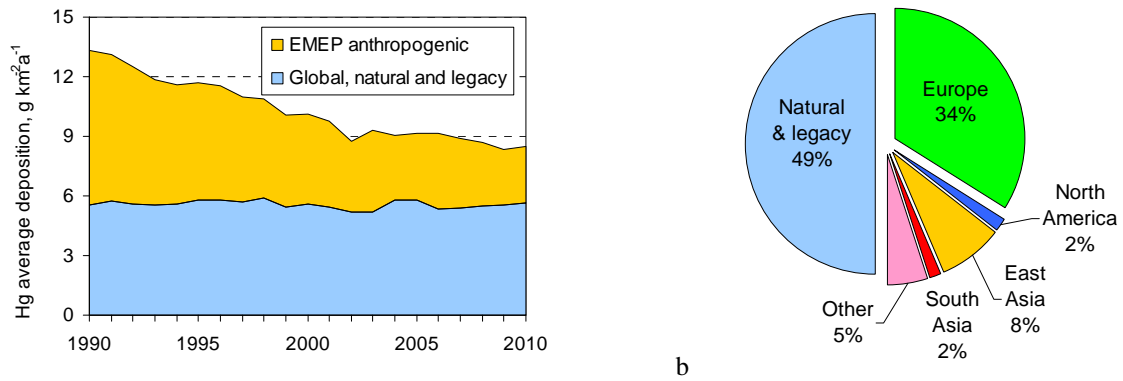 Hg average deposition, g km-2a-1
15
12
9
6
3
0
1990
1995
2000
2005
2010
EMEP anthropogenic
Global, natural and legacy
Natural
& legacy
49%
Europe
34%
North
America
2%
East
Asia
8%
South
Asia
2%
Other
5%
b